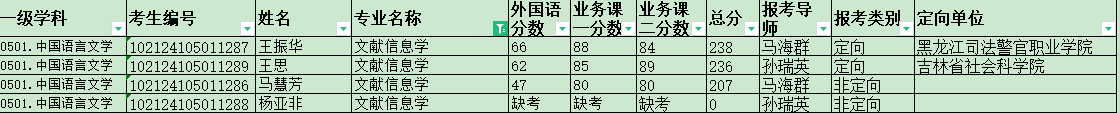 一级学科 考生编号 姓名 专业名称 外国语分数 业务课一分数 业务课二分数 总分 报考导师 报考类别 定向单位
0501.中国语言文学 102124105011287 王振华 文献信息学 66 88 84 238 马海群 定向 黑龙江司法警官职业学院
0501.中国语言文学 102124105011289 王思 文献信息学 62 85 89 236 孙瑞英 定向 吉林省社会科学院
0501.中国语言文学 102124105011286 马慧芳 文献信息学 47 80 80 207 马海群 非定向
0501.中国语言文学 102124105011288 杨亚非 文献信息学 缺考 缺考 缺考 0 孙瑞英 非定向